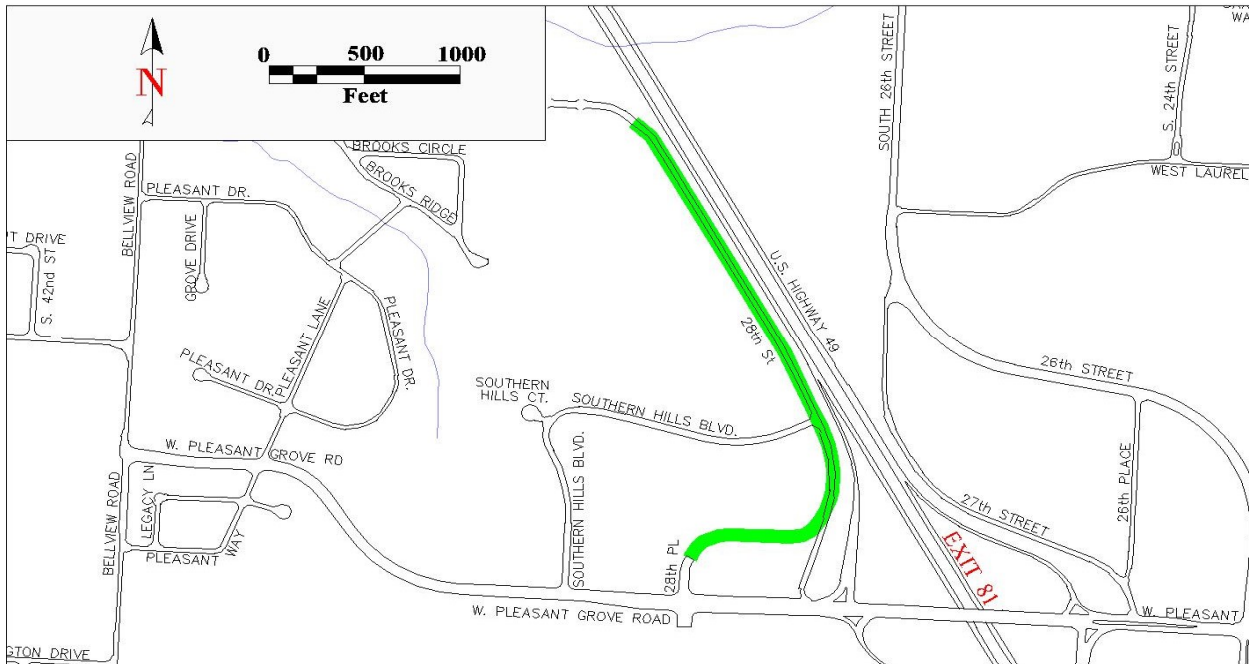 N
0 500 1000
Feet
BROOKS CIRCLE
BROOKS RIDGE
BELLVIEW ROAD
PLEASANT DR.
GROVE DRIVE
S. 42nd ST
PLEASANT LANE
PLEASANT DR.
PLEASANT DR.
W. PLEASANT GROVE RD
LEGACY LN
PLEASANT WAY
BELLVIEW ROAD
SOUTHERN
HILLS CT.
SOUTHERN HILLS BLVD.
SOUTHERN HILLS BLVD.
28th St
28th PL
W. PLEASANT GROVE ROAD
U.S. HIGHWAY 49
SOUTH 26th STREET
S. 24th STREET
WEST LAUREL
26th STREET
26th PLACE
27th STREET
EXIT 81
W. PLEASANT
DRIVE
DRIVE